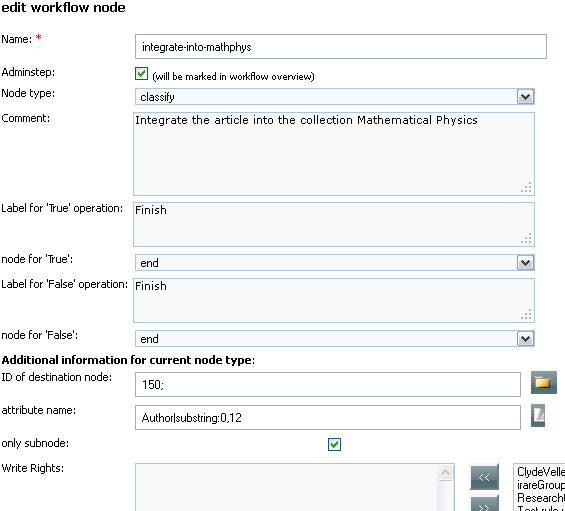 edit workflow node
Name: * integrate-into-mathphys
Adminstep: (will be marked in workflow overview)
Node type: classify
Comment: Integrate the article into the collection Mathematical Physics
Label for 'True' operation: Finish
node for 'True': end
Label for 'False' operation: Finish
node for 'False': end
Additional information for current node type:
ID of destination node: 150;
attribute name: Author|substring:0,12
only subnode:
Write Rights: <<
ClydeVelle
irareGroup
>>